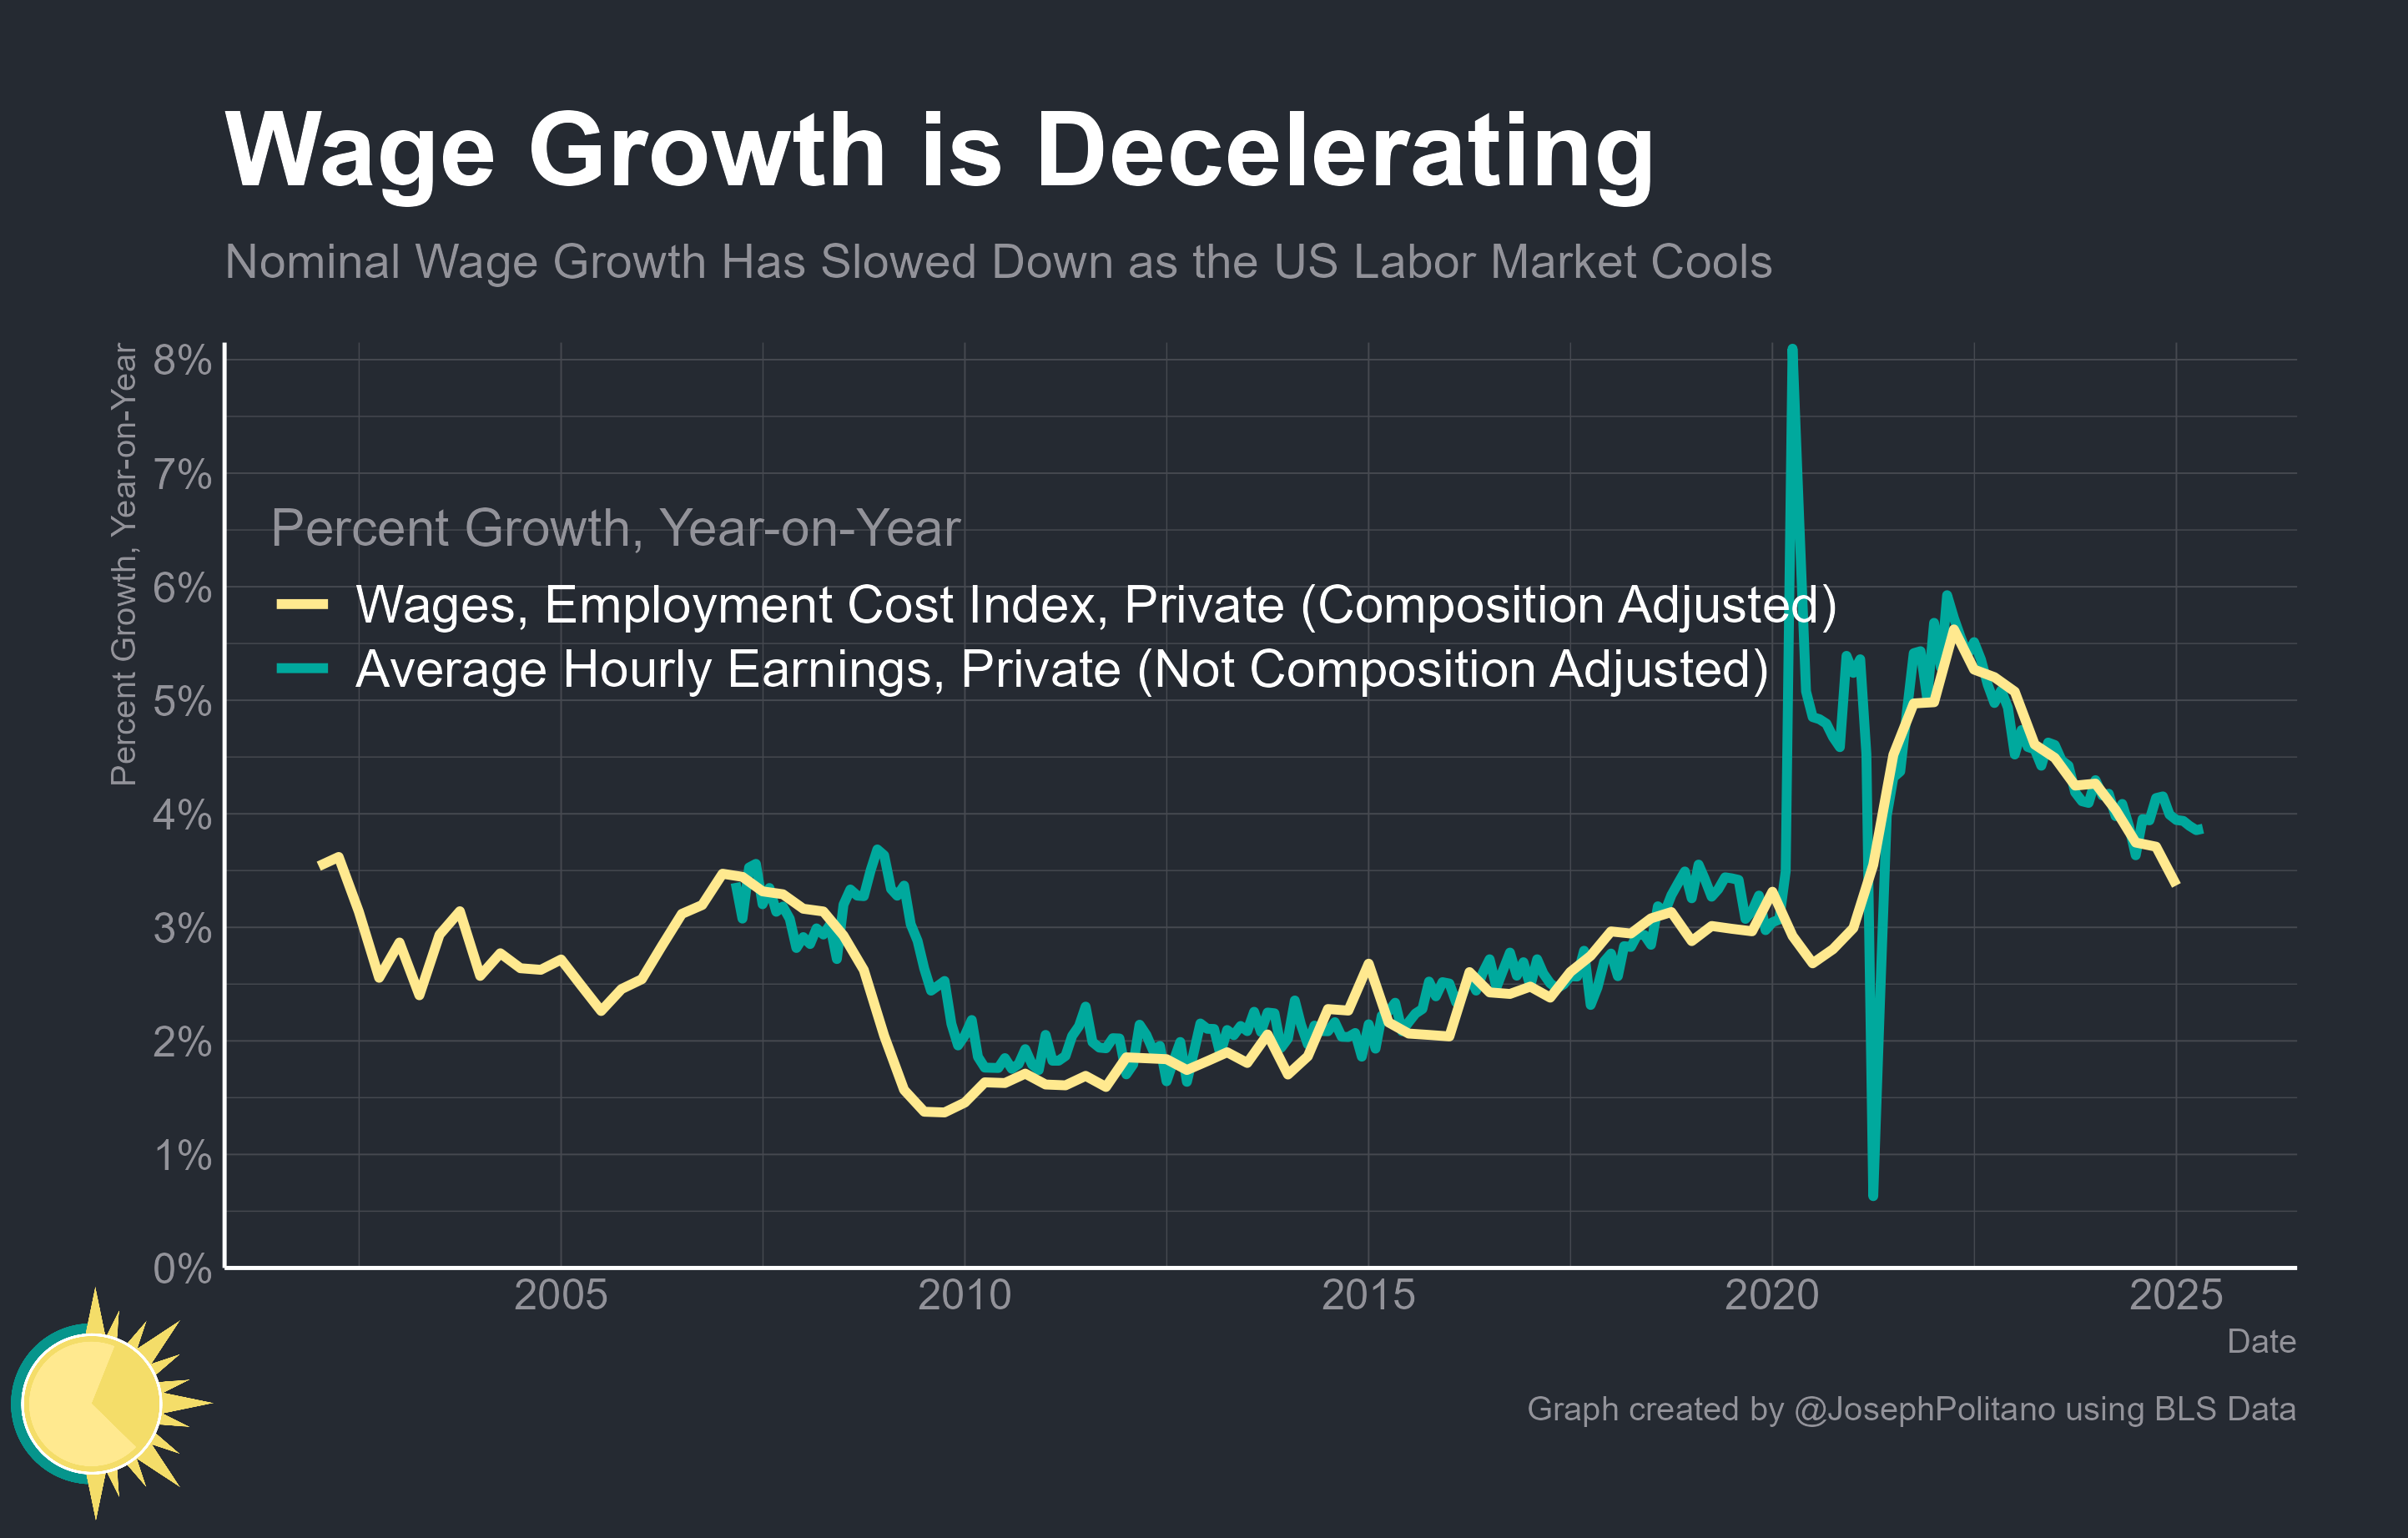 Wage Growth is Decelerating
Nominal Wage Growth Has Slowed Down as the US Labor Market Cools
Percent Growth, Year-on-Year
8%
7%
6%
5%
4%
3%
2%
1%
0%
Percent Growth, Year-on-Year
Wages, Employment Cost Index, Private (Composition Adjusted)
Average Hourly Earnings, Private (Not Composition Adjusted)
2005
2010
2015
2020
2025
Date
Graph created by @JosephPolitano using BLS Data